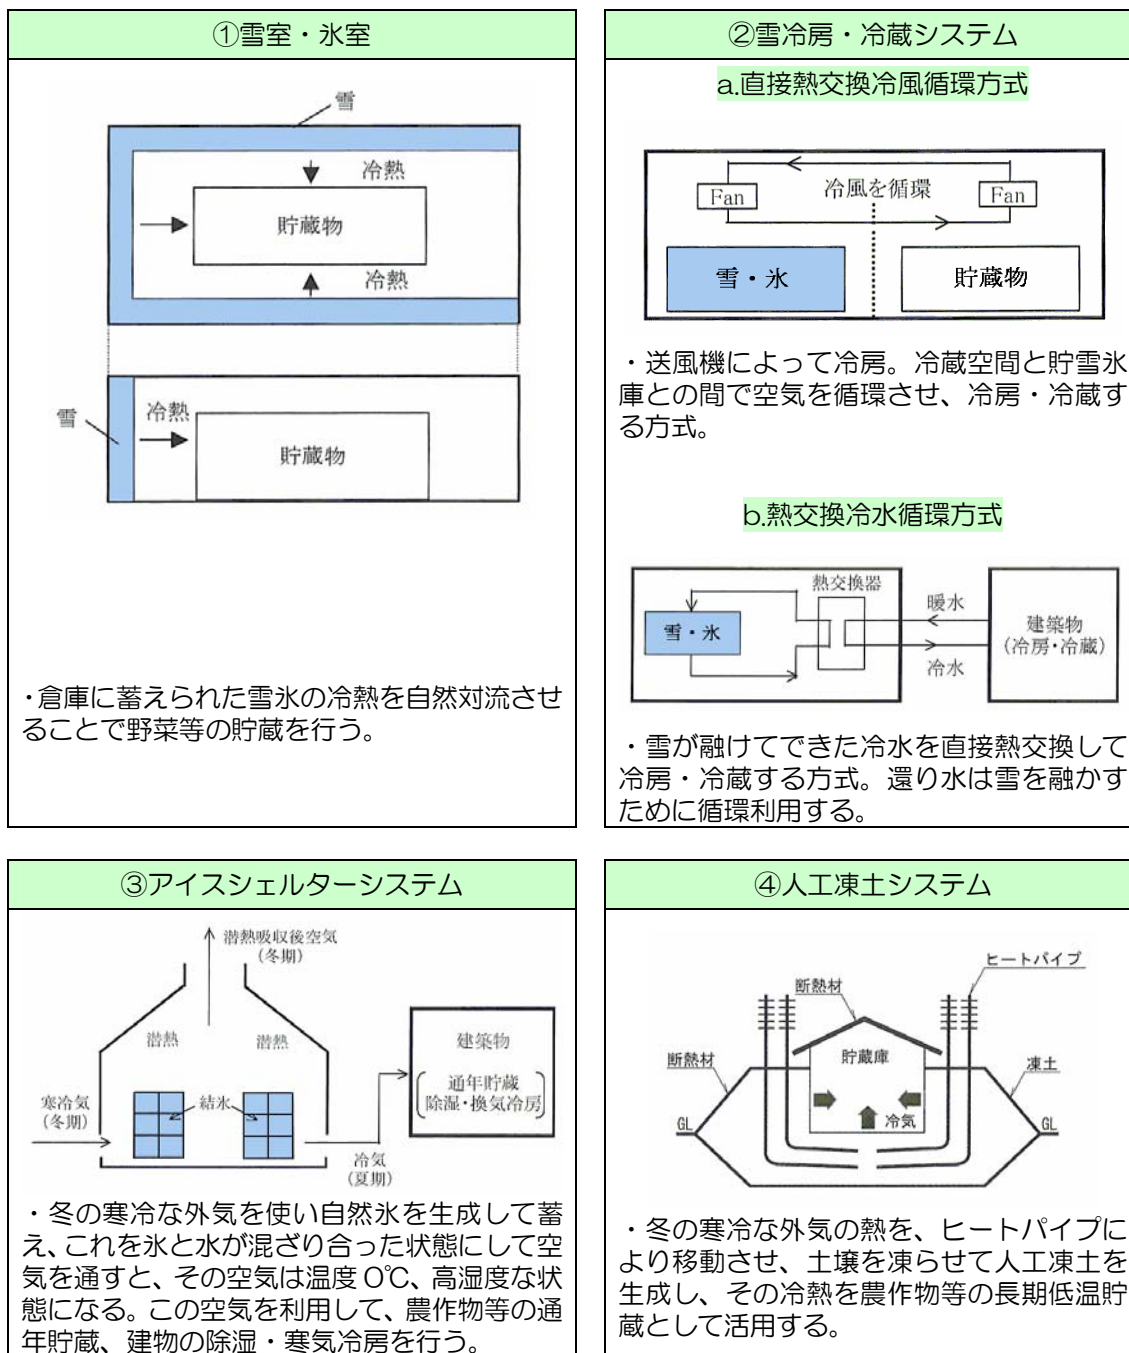 ①雪室・氷室
雪
冷熱
貯蔵物
冷熱
雪
冷熱
貯蔵物
・倉庫に蓄えられた雪氷の冷熱を自然対流させ
ることで野菜等の貯蔵を行う。
②雪冷房・冷蔵システム
a.直接熱交換冷風循環方式
Fan
冷風を循環
Fan
雪・氷
貯蔵物
・送風機によって冷房。冷蔵空間と貯雪氷
庫との間で空気を循環させ、冷房・冷蔵す
る方式。
b.熱交換冷水循環方式
熱交換器
雪・氷
暖水
冷水
建築物
(冷房・冷蔵)
・雪が融けてできた冷水を直接熱交換して
冷房・冷蔵する方式。還り水は雪を融かす
ために循環利用する。
③アイスシェルターシステム
潜熱吸収後空気
(冬期)
潜熱
潜熱
寒冷気
(冬期)
結氷
冷気
(夏期)
建築物
通年貯蔵
除湿・換気冷房
・冬の寒冷な外気を使い自然氷を生成して蓄
え、これを氷と水が混ざり合った状態にして空
気を通すと、その空気は温度0℃、高湿度な状
態になる。この空気を利用して、農作物等の通
年貯蔵、建物の除湿・寒気冷房を行う。
④人工凍土システム
ヒートパイプ
断熱材
断熱材
貯蔵庫
凍土
冷気
GL
GL
・冬の寒冷な外気の熱を、ヒートパイプに
より移動させ、土壌を凍らせて人工凍土を
生成し、その冷熱を農作物等の長期低温貯
蔵として活用する。